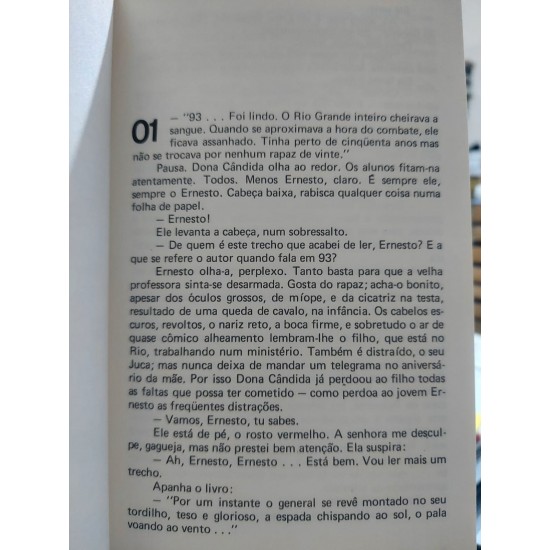 01
— "93 . . . Foi lindo. O Rio Grande inteiro cheirava a
sangue. Quando se aproximava a hora do combate, ele
ficava assanhado. Tinha perto de cinqüenta anos mas
não se trocava por nenhum rapaz de vinte."
Pausa. Dona Cândida olha ao redor. Os alunos fitam-na
atentamente. Todos. Menos Ernesto, claro. É sempre ele,
sempre o Ernesto. Cabeça baixa, rabisca qualquer coisa numa
folha de papel.
— Ernesto!
Ele levanta a cabeça, num sobressalto.
— De quem é este trecho que acabei de ler, Ernesto? E a
que se refere o autor quando fala em 93?
Ernesto olha-a, perplexo. Tanto basta para que a velha
professora sinta-se desarmada. Gosta do rapaz; acha-o bonito,
apesar dos óculos grossos, de míope, e da cicatriz na testa,
resultado de uma queda de cavalo, na infância. Os cabelos es-
curos, revoltos, o nariz reto, a boca firme, e sobretudo o ar de
quase cômico alheamento lembram-lhe o filho, que está no
Rio, trabalhando num ministério. Também é distraído, o seu
Juca; mas nunca deixa de mandar um telegrama no aniversá-
rio da mãe. Por isso Dona Cândida já perdoou ao filho todas
as faltas que possa ter cometido — como perdoa ao jovem Er-
nesto as freqüentes distrações.
— Vamos, Ernesto, tu sabes.
Ele está de pé, o rosto vermelho. A senhora me descul-
pe, gagueja, mas não prestei bem atenção. Ela suspira:
— Ah, Ernesto, Ernesto . . . Está bem. Vou ler mais um
trecho.
Apanha o livro:
— "Por um instante o general se revê montado no seu
tordilho, teso e glorioso, a espada chispando ao sol, o pala
voando ao vento . . ."